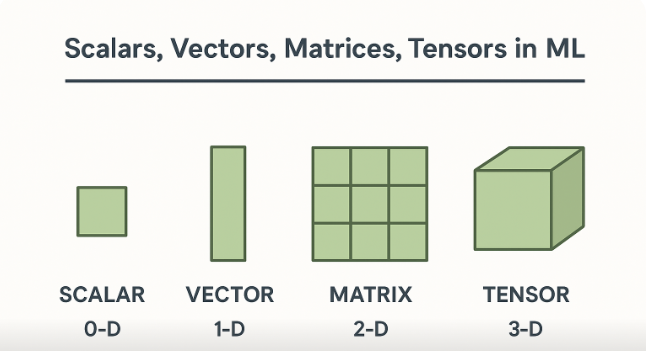 Scalars, Vectors, Matrices, Tensors in ML
SCALAR VECTOR MATRIX TENSOR
0-D 1-D 2-D 3-D